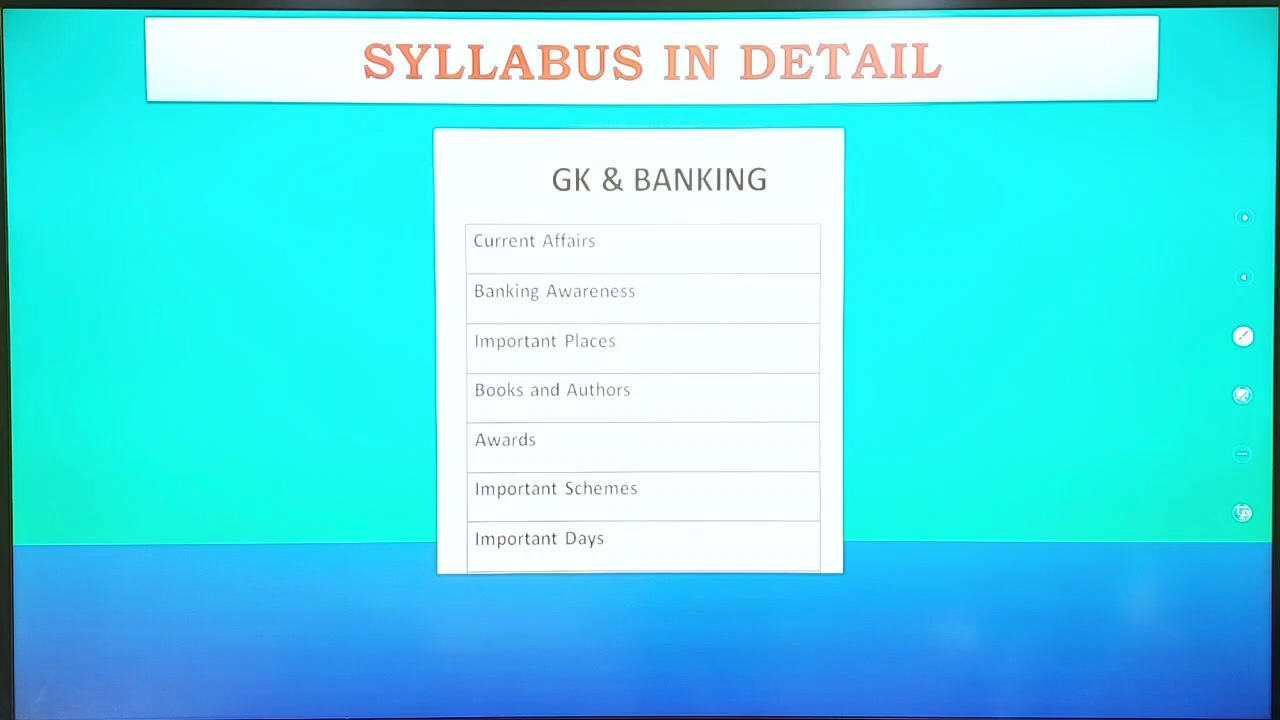 SYLLABUS IN DETAIL
GK & BANKING
Current Affairs
Banking Awareness
Important Places
Books and Authors
Awards
Important Schemes
Important Days